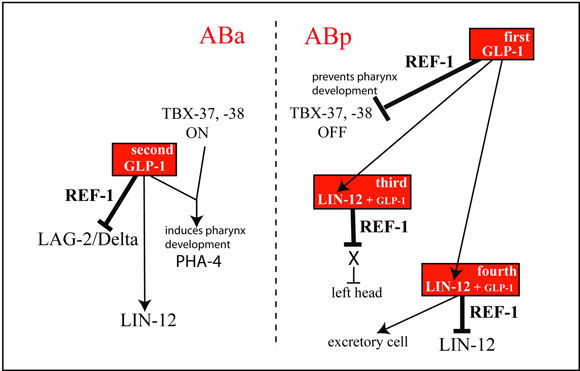 ABa
TBX-37, -38
ON
second
GLP-1
REF-1
LAG-2/Delta
induces pharynx
development
PHA-4
LIN-12
ABp
first
GLP-1
REF-1
prevents pharynx
development
TBX-37, -38
OFF
third
LIN-12 + GLP-1
REF-1
X
left head
fourth
LIN-12 + GLP-1
REF-1
excretory cell
LIN-12